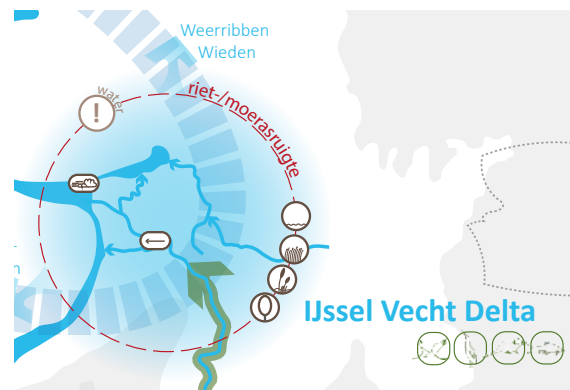 Weerribben
Wieden
water
!
riet-/moerasruigte
-
n
IJssel Vecht Delta